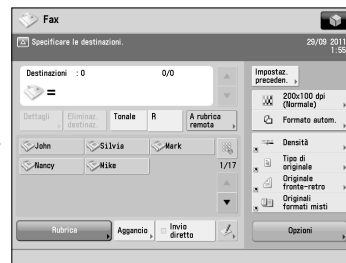 Fax
Specificare le destinazioni.
29/09 2011
1:55
Destinazioni : 0 0/0
=
Dettagli
Eliminaz. destinaz.
Tonale
R
A rubrica remota
John
Silvia
Mark
Nancy
Mike
1/17
Rubrica
Aggancio
Invio diretto
Impostaz. preceden.
200x100 dpi (Normale)
Formato autom.
Densità
Tipo di originale
Originale fronte-retro
Originali formati misti
Opzioni